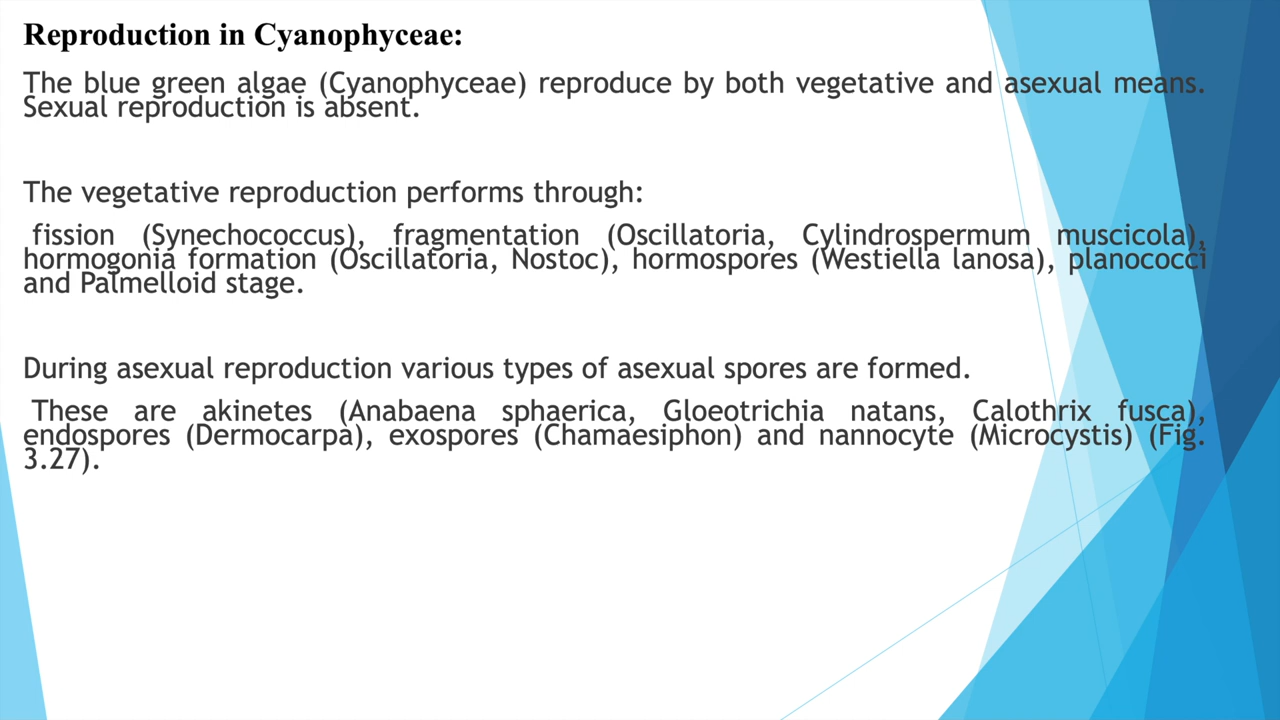 Reproduction in Cyanophyceae:
The blue green algae (Cyanophyceae) reproduce by both vegetative and asexual means.
Sexual reproduction is absent.
The vegetative reproduction performs through:
fission (Synechococcus), fragmentation (Oscillatoria, Cylindrospermum muscicola),
hormogonia formation (Oscillatoria, Nostoc), hormospores (Westiella lanosa), planococci
and Palmelloid stage.
During asexual reproduction various types of asexual spores are formed.
These are akinetes (Anabaena sphaerica, Gloeotrichia natans, Calothrix fusca),
endospores (Dermocarpa), exospores (Chamaesiphon) and nannocyte (Microcystis) (Fig.
3.27).